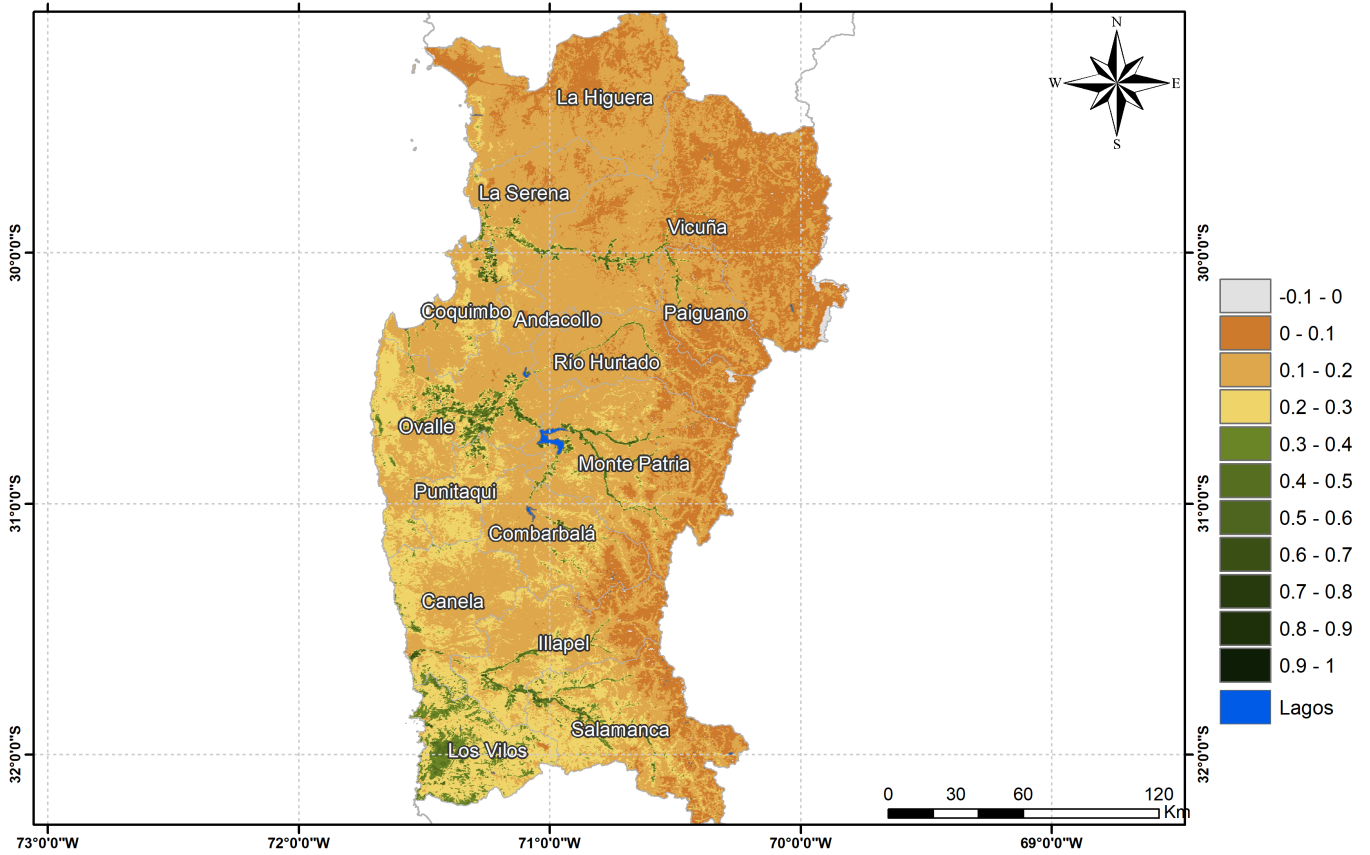 N
W E
S
La Higuera
La Serena
Vicuña
30°0'0"S
30°0'0"S
Coquimbo
Andacollo
Paiguano
Río Hurtado
Ovalle
Monte Patria
Punitaqui
31°0'0"S
31°0'0"S
Combarbalá
Canela
Illapel
Salamanca
Los Vilos
32°0'0"S
32°0'0"S
-0.1 - 0
0 - 0.1
0.1 - 0.2
0.2 - 0.3
0.3 - 0.4
0.4 - 0.5
0.5 - 0.6
0.6 - 0.7
0.7 - 0.8
0.8 - 0.9
0.9 - 1
Lagos
0 30 60 120
Km
73°0'0"W 72°0'0"W 71°0'0"W 70°0'0"W 69°0'0"W